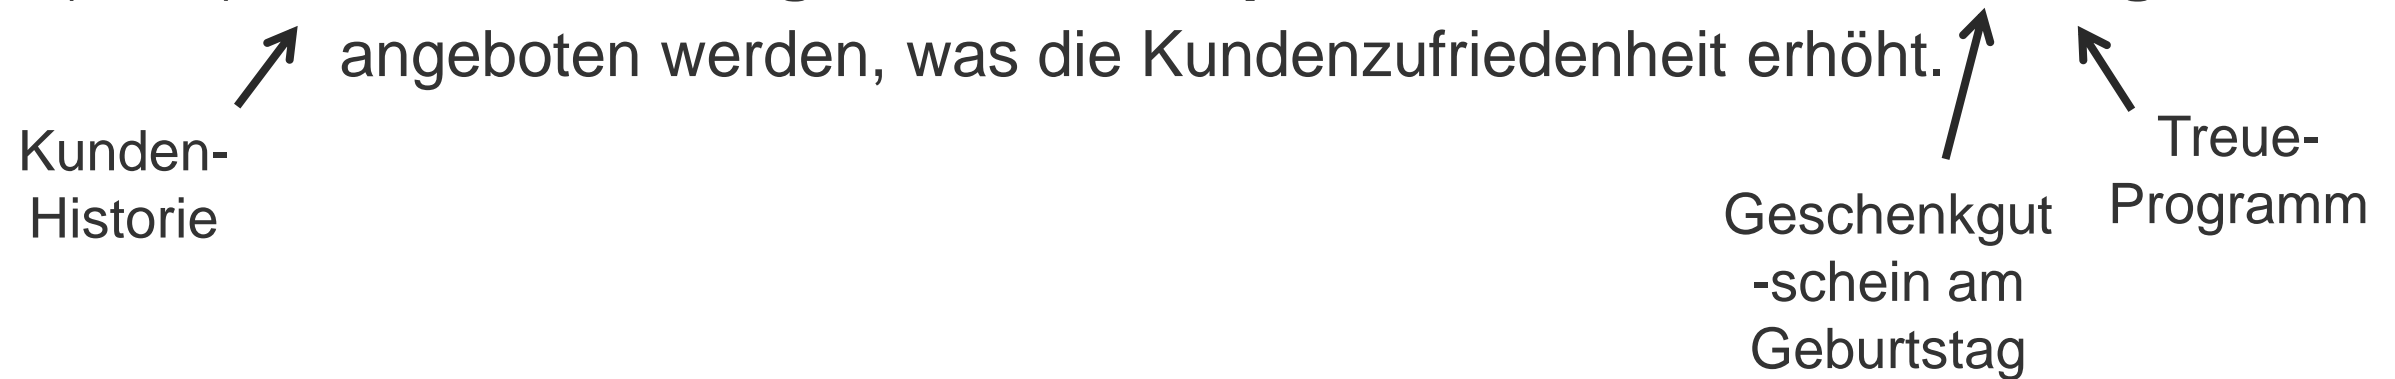 angeboten werden, was die Kundenzufriedenheit erhöht.
Kunden-
Historie
Geschenkgut
-schein am
Geburtstag
Treue-
Programm